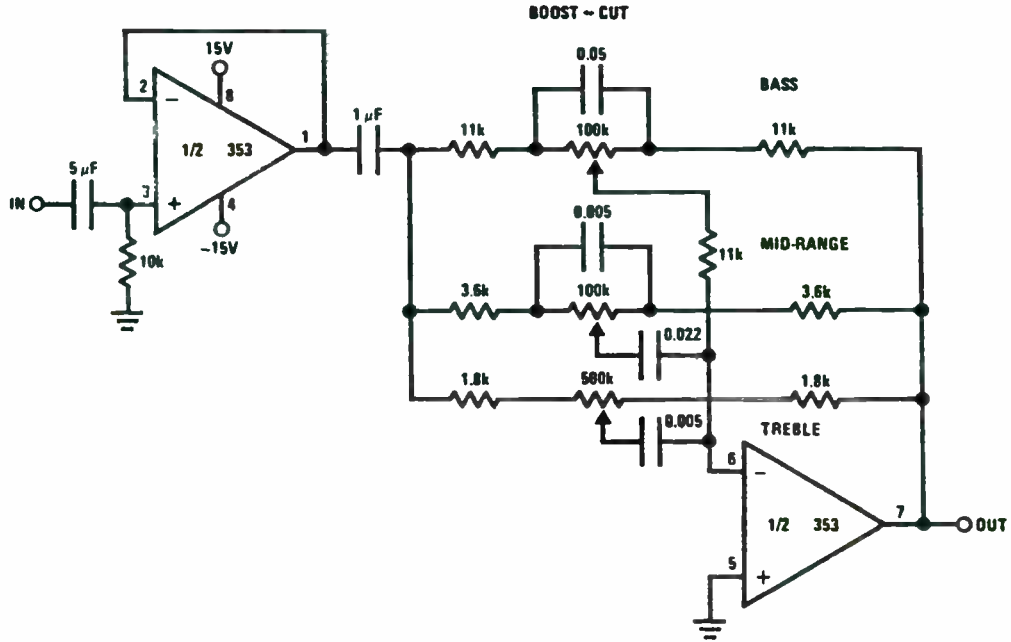 BOOST ~ CUT
0.05
15V
BASS
2
8
−
1 µF
11k
100k
11k
1
1/2 353
5 µF
IN
3
+
4
−15V
0.005
10k
11k
MID-RANGE
3.6k
100k
3.6k
0.022
1.8k
500k
1.8k
0.005
TREBLE
6
−
7
1/2 353
OUT
5
+